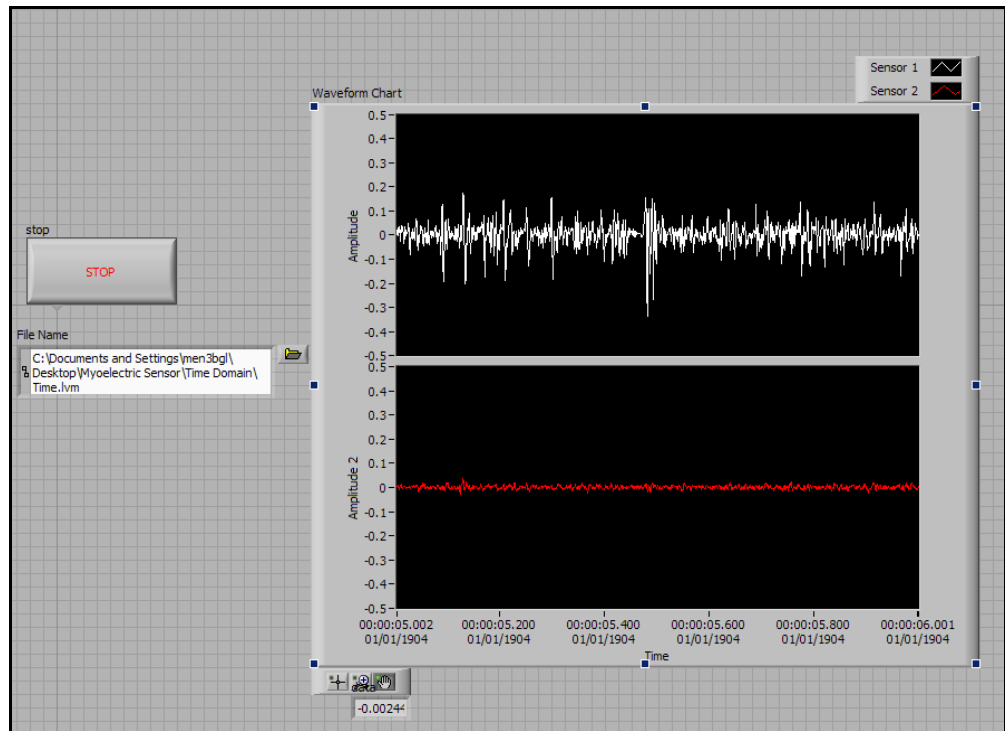 Sensor 1
Sensor 2
Waveform Chart
0.5
0.4
0.3
0.2
0.1
0
-0.1
-0.2
-0.3
-0.4
-0.5
Amplitude
stop
STOP
File Name
C:\Documents and Settings\men3bgl\
Desktop\Myoelectric Sensor\Time Domain\
Time.lvm
0.5
0.4
0.3
0.2
0.1
0
-0.1
-0.2
-0.3
-0.4
-0.5
Amplitude 2
00:00:05.002 00:00:05.200 00:00:05.400 00:00:05.600 00:00:05.800 00:00:06.001
01/01/1904 01/01/1904 01/01/1904 01/01/1904 01/01/1904 01/01/1904
Time
data
-0.00244